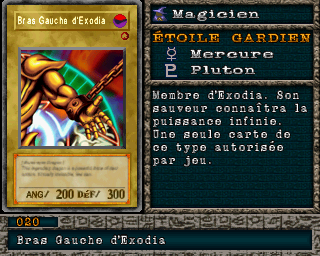 Bras Gauche d'Exodia
ANG/ 200 DÉF/ 300
Magicien
ÉTOILE GARDIEN
Mercure
Pluton
Membre d'Exodia. Son
sauveur connaîtra la
puissance infinie.
Une seule carte de
ce type autorisée
par jeu.
020
Bras Gauche d'Exodia